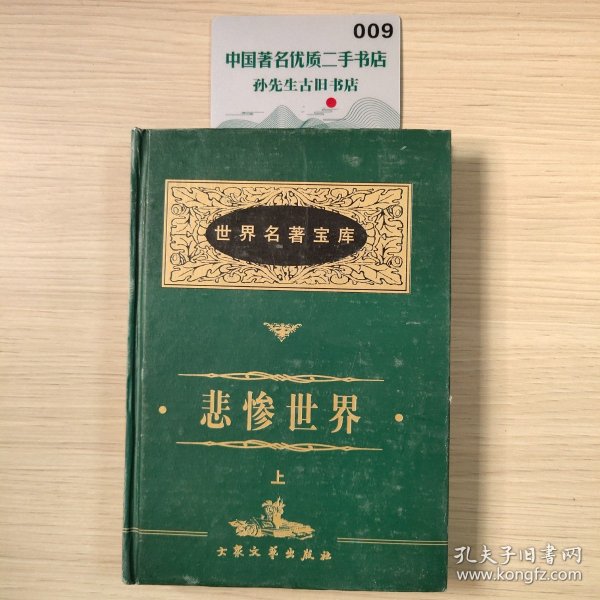 009
中国著名优质二手书店
孙先生古旧书店
世界名著宝库
悲惨世界
上
大众文艺出版社
孔夫子旧书网
www.kongfz.com